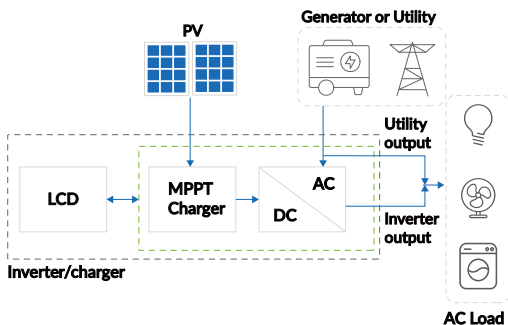 Generator or Utility
PV
Utility
output
LCD
MPPT
Charger
AC
DC
Inverter
output
Inverter/charger
AC Load